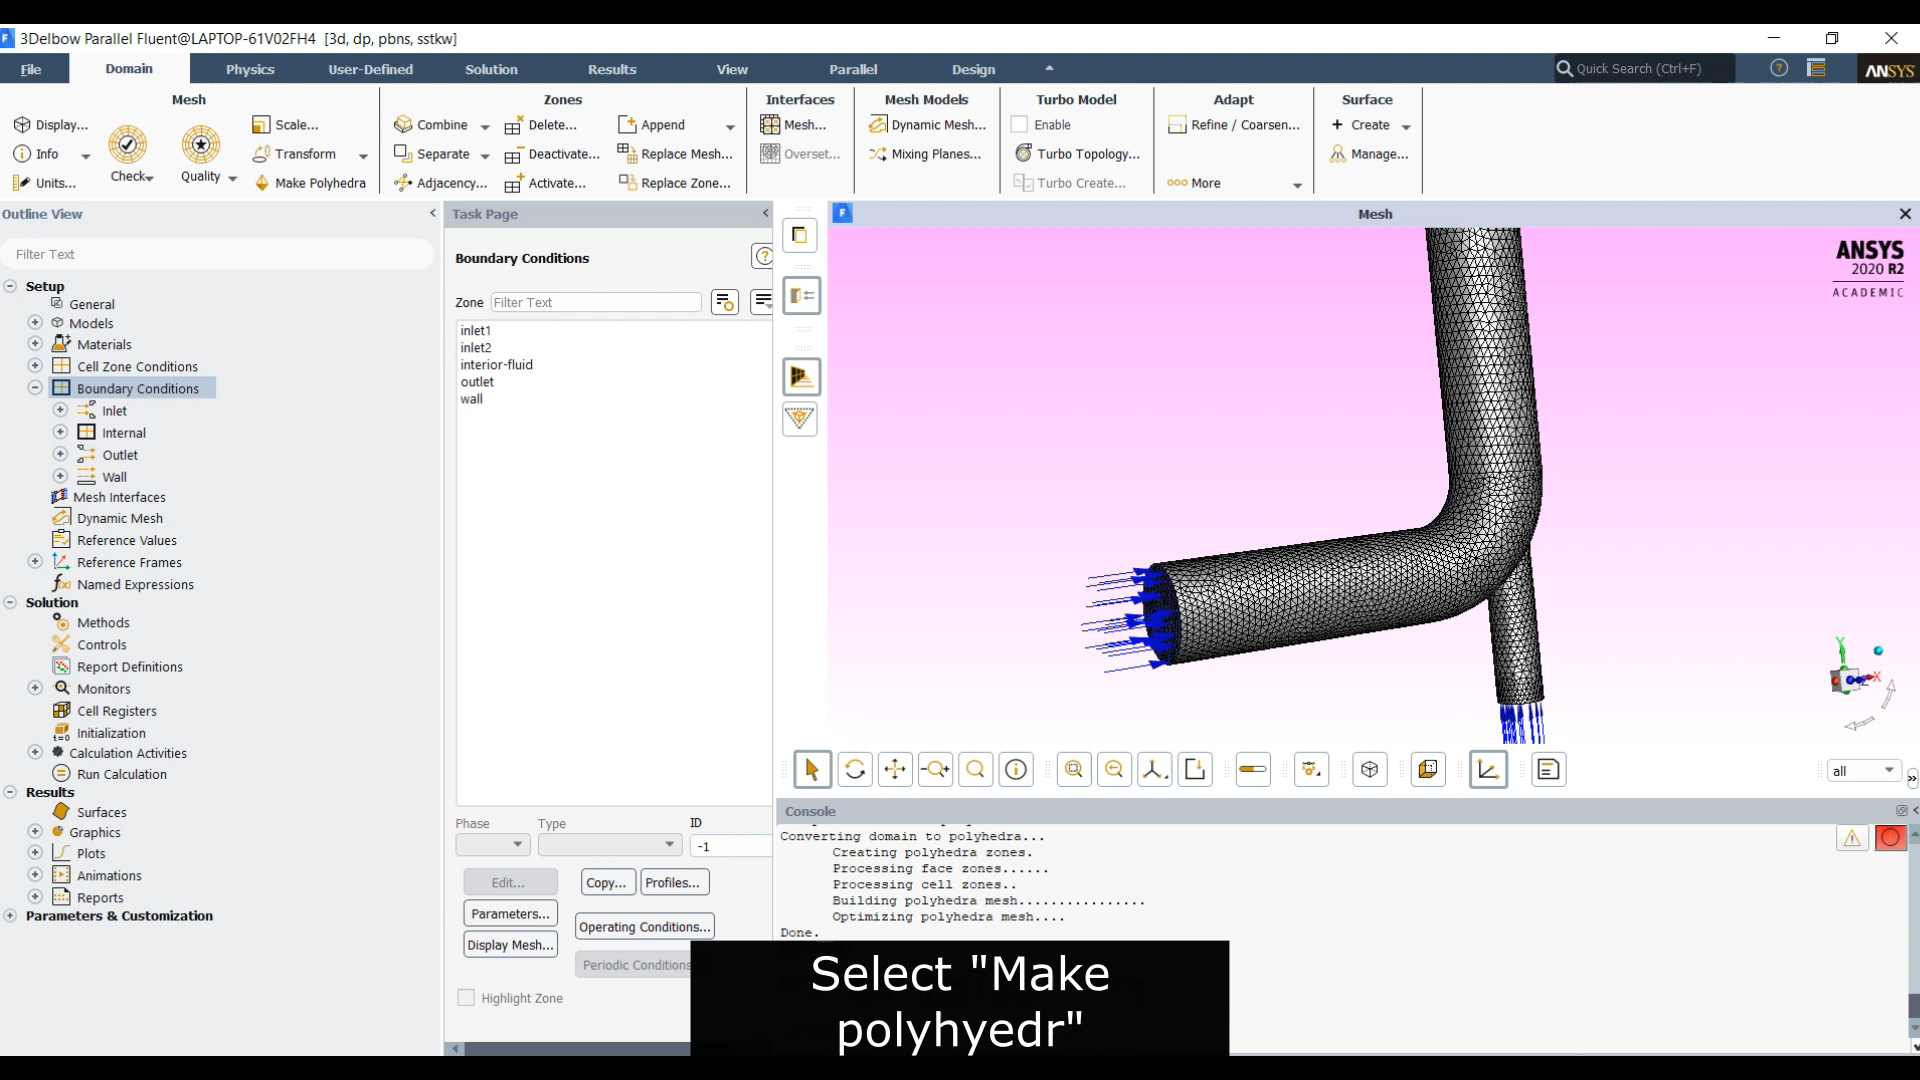 3Delbow Parallel Fluent@LAPTOP-61V02FH4 [3d, dp, pbns, sstkw]
File Domain Physics User-Defined Solution Results View Parallel Design Quick Search (Ctrl+F) ANSYS
Mesh
Display...
Info
Units...
Check
Quality
Scale...
Transform
Make Polyhedra
Zones
Combine
Separate
Adjacency...
Delete...
Deactivate...
Activate...
Append
Replace Mesh...
Replace Zone...
Interfaces
Mesh...
Overset...
Mesh Models
Dynamic Mesh...
Mixing Planes...
Turbo Model
Enable
Turbo Topology...
Turbo Create...
Adapt
Refine / Coarsen...
More
Surface
Create
Manage...
Outline View
Filter Text
Setup
General
Models
Materials
Cell Zone Conditions
Boundary Conditions
Inlet
Internal
Outlet
Wall
Mesh Interfaces
Dynamic Mesh
Reference Values
Reference Frames
Named Expressions
Solution
Methods
Controls
Report Definitions
Monitors
Cell Registers
Initialization
Calculation Activities
Run Calculation
Results
Surfaces
Graphics
Plots
Animations
Reports
Parameters & Customization
Task Page
Boundary Conditions
Zone Filter Text
inlet1
inlet2
interior-fluid
outlet
wall
Phase Type ID
-1
Edit... Copy... Profiles...
Parameters... Operating Conditions...
Display Mesh... Periodic Conditions
Highlight Zone
Mesh
ANSYS
2020 R2
ACADEMIC
Y
X
Z
all
Console
Converting domain to polyhedra...
Creating polyhedra zones.
Processing face zones......
Processing cell zones..
Building polyhedra mesh................
Optimizing polyhedra mesh....
Done.
Select "Make
polyhyedr"